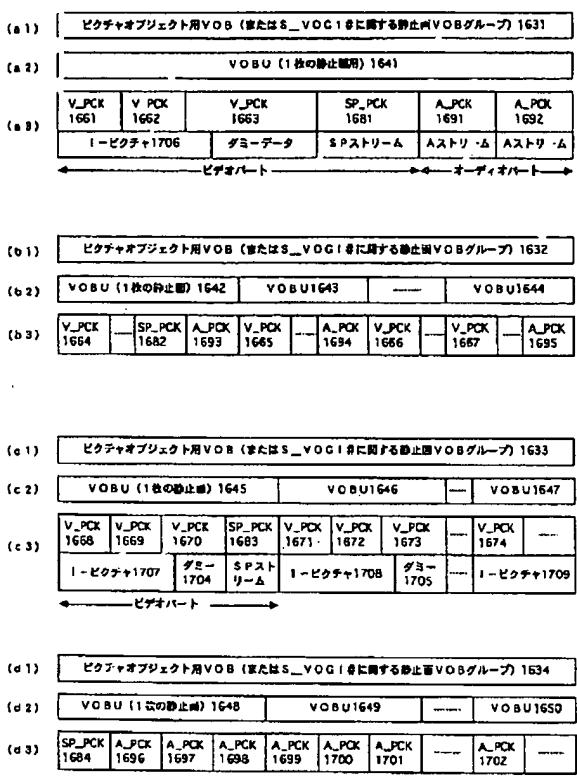 (a1) ピクチャオブジェクト用VOB (またはS__VOGI#に関する静止画VOBグループ) 1631
(a2) VOBU (1枚の静止画用) 1641
(a3) V_PCK 1661 V PCK 1662 V_PCK 1663 SP_PCK 1681 A_PCK 1691 A_PCK 1692
I-ピクチャ1706 ダミーデータ SPストリーム Aストリ-ム Aストリ-ム
ビデオパート オーディオパート
(b1) ピクチャオブジェクト用VOB (またはS__VOGI#に関する静止画VOBグループ) 1632
(b2) VOBU (1枚の静止画) 1642 VOBU1643 ---- VOBU1644
(b3) V_PCK 1664 ---- SP_PCK 1682 A_PCK 1693 V_PCK 1665 ---- A_PCK 1694 V_PCK 1666 ---- V_PCK 1667 ---- A_PCK 1695
(c1) ピクチャオブジェクト用VOB (またはS__VOGI#に関する静止画VOBグループ) 1633
(c2) VOBU (1枚の静止画) 1645 VOBU1646 ---- VOBU1647
(c3) V_PCK 1668 V_PCK 1669 V_PCK 1670 SP_PCK 1683 V_PCK 1671 V_PCK 1672 V_PCK 1673 ---- V_PCK 1674 ----
I-ピクチャ1707 ダミー 1704 SPストリーム I-ピクチャ1708 ダミー 1705 ---- I-ピクチャ1709
ビデオパート
(d1) ピクチャオブジェクト用VOB (またはS__VOGI#に関する静止画VOBグループ) 1634
(d2) VOBU (1枚の静止画) 1648 VOBU1649 ---- VOBU1650
(d3) SP_PCK 1684 A_PCK 1696 A_PCK 1697 A_PCK 1698 A_PCK 1699 A_PCK 1700 A_PCK 1701 ---- A_PCK 1702 ----